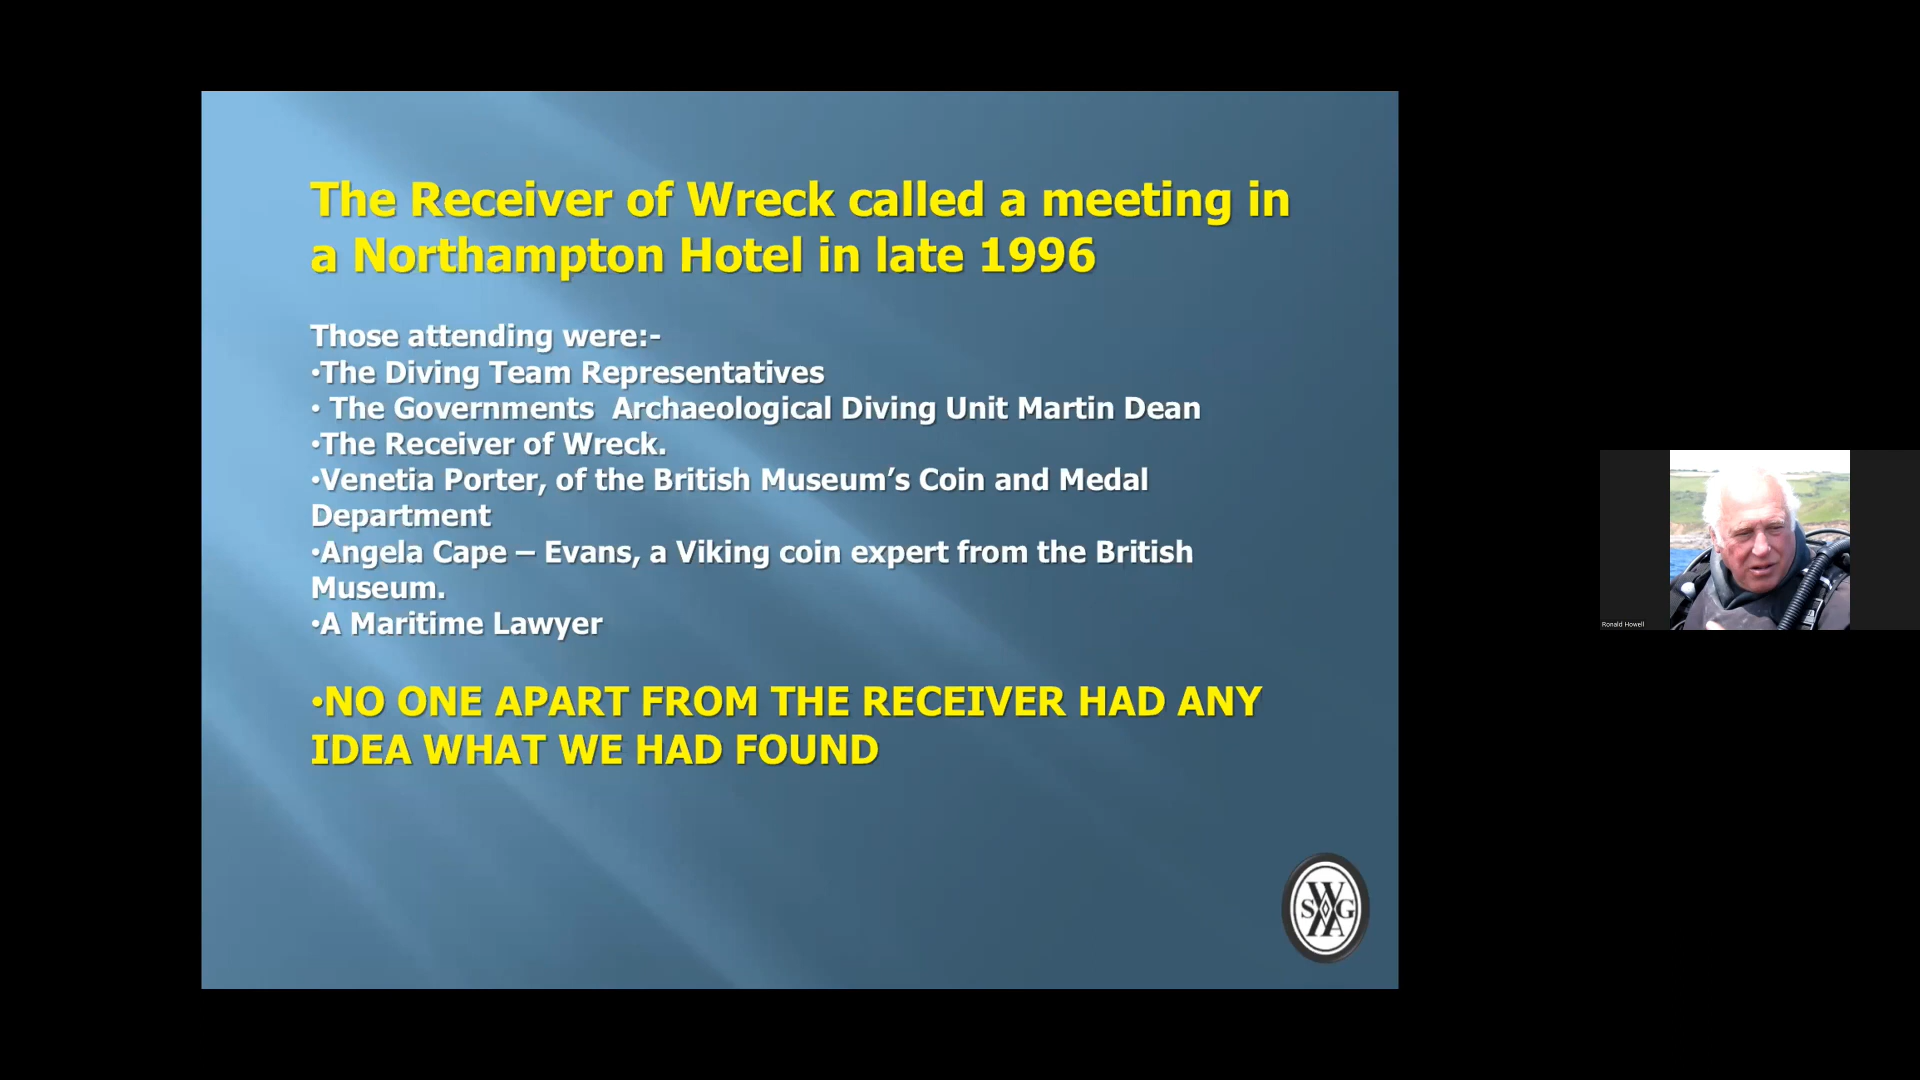 The Receiver of Wreck called a meeting in
a Northampton Hotel in late 1996
Those attending were:-
•The Diving Team Representatives
• The Governments  Archaeological Diving Unit Martin Dean
•The Receiver of Wreck.
•Venetia Porter, of the British Museum’s Coin and Medal
Department
•Angela Cape – Evans, a Viking coin expert from the British
Museum.
•A Maritime Lawyer
•NO ONE APART FROM THE RECEIVER HAD ANY
IDEA WHAT WE HAD FOUND
W
S G
A
Ronald Howell